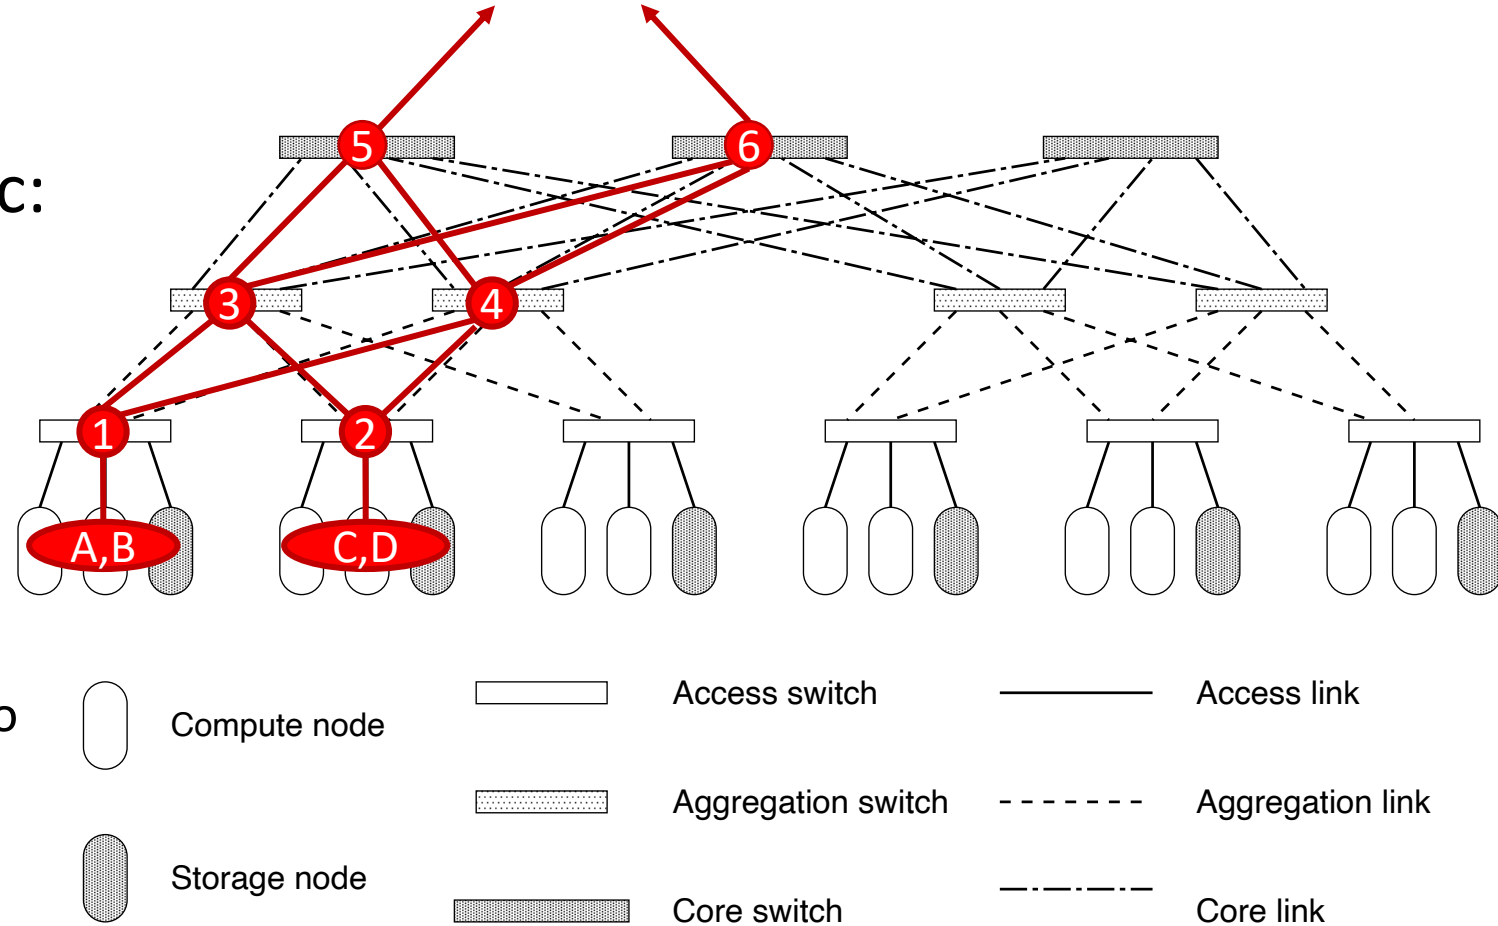 5 6
c:
3 4
1 2
A,B C,D
Access switch Access link
o Compute node
Aggregation switch Aggregation link
Storage node
Core switch Core link